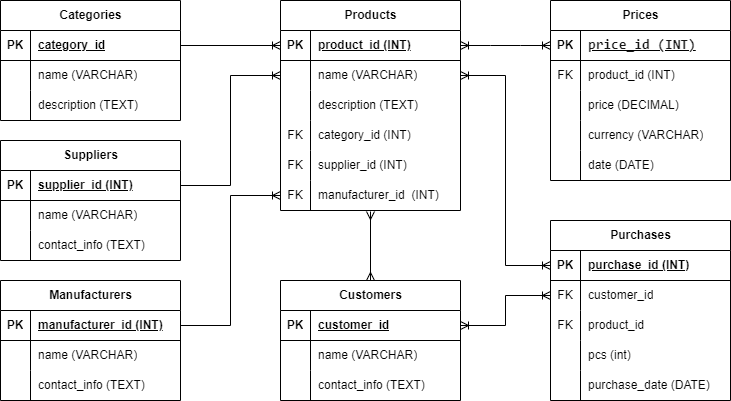 Categories
PK category_id
name (VARCHAR)
description (TEXT)
Suppliers
PK supplier_id (INT)
name (VARCHAR)
contact_info (TEXT)
Manufacturers
PK manufacturer_id (INT)
name (VARCHAR)
contact_info (TEXT)
Products
PK product_id (INT)
name (VARCHAR)
description (TEXT)
FK category_id (INT)
FK supplier_id (INT)
FK manufacturer_id (INT)
Customers
PK customer_id
name (VARCHAR)
contact_info (TEXT)
Prices
PK price_id (INT)
FK product_id (INT)
price (DECIMAL)
currency (VARCHAR)
date (DATE)
Purchases
PK purchase_id (INT)
FK customer_id
FK product_id
pcs (int)
purchase_date (DATE)